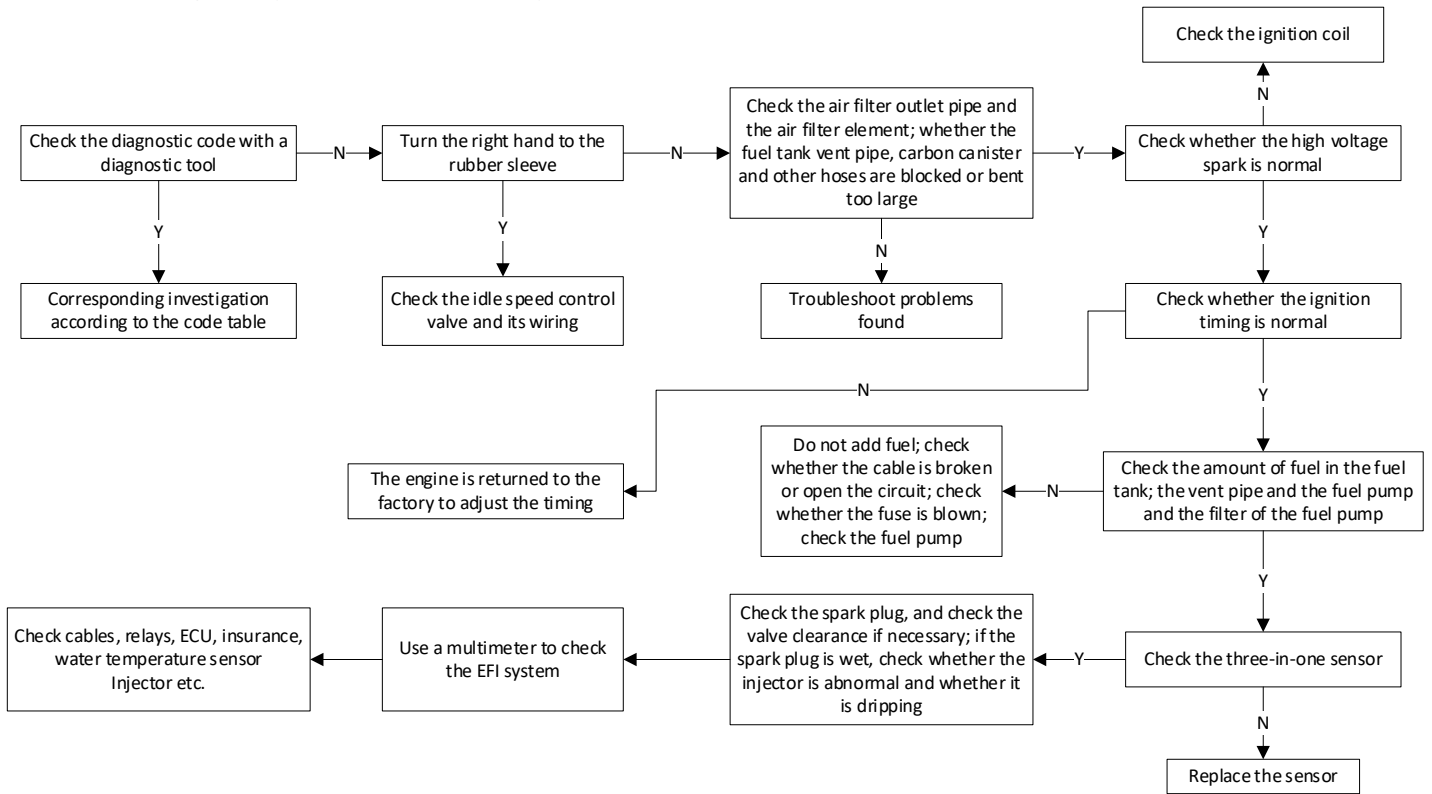 Check the ignition coil
N
Check the diagnostic code with a
diagnostic tool
N
Turn the right hand to the
rubber sleeve
N
Check the air filter outlet pipe and
the air filter element; whether the
fuel tank vent pipe, carbon canister
and other hoses are blocked or bent
too large
Y
Check whether the high voltage
spark is normal
Y
Y
N
Y
Corresponding investigation
according to the code table
Check the idle speed control
valve and its wiring
Troubleshoot problems
found
Check whether the ignition
timing is normal
N
Y
The engine is returned to the
factory to adjust the timing
Do not add fuel; check
whether the cable is broken
or open the circuit; check
whether the fuse is blown;
check the fuel pump
N
Check the amount of fuel in the fuel
tank; the vent pipe and the fuel pump
and the filter of the fuel pump
Y
Check cables, relays, ECU, insurance,
water temperature sensor
Injector etc.
Use a multimeter to check
the EFI system
Check the spark plug, and check the
valve clearance if necessary; if the
spark plug is wet, check whether the
injector is abnormal and whether it
is dripping
Y
Check the three-in-one sensor
N
Replace the sensor